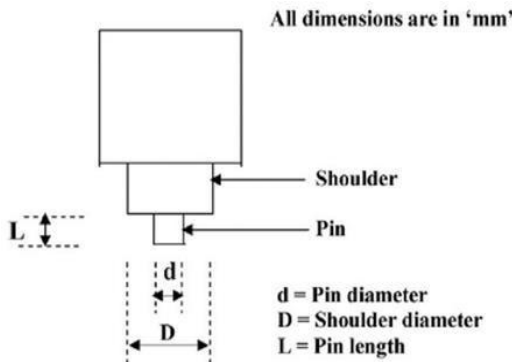 All dimensions are in ‘mm’
Shoulder
Pin
L
d
D
d = Pin diameter
D = Shoulder diameter
L = Pin length